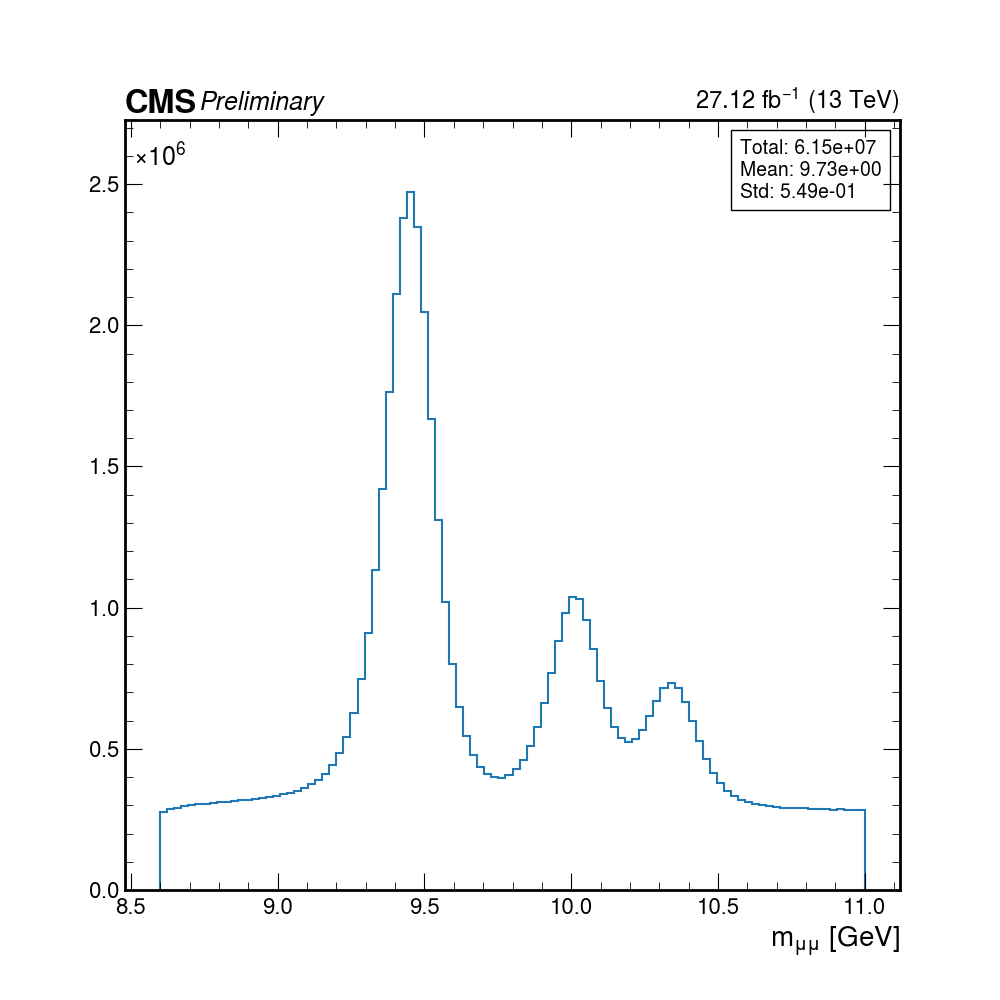 CMS Preliminary
27.12 fb⁻¹ (13 TeV)
×10⁶
Total: 6.15e+07
Mean: 9.73e+00
Std: 5.49e-01
2.5
2.0
1.5
1.0
0.5
0.0
8.5 9.0 9.5 10.0 10.5 11.0
m_μμ [GeV]